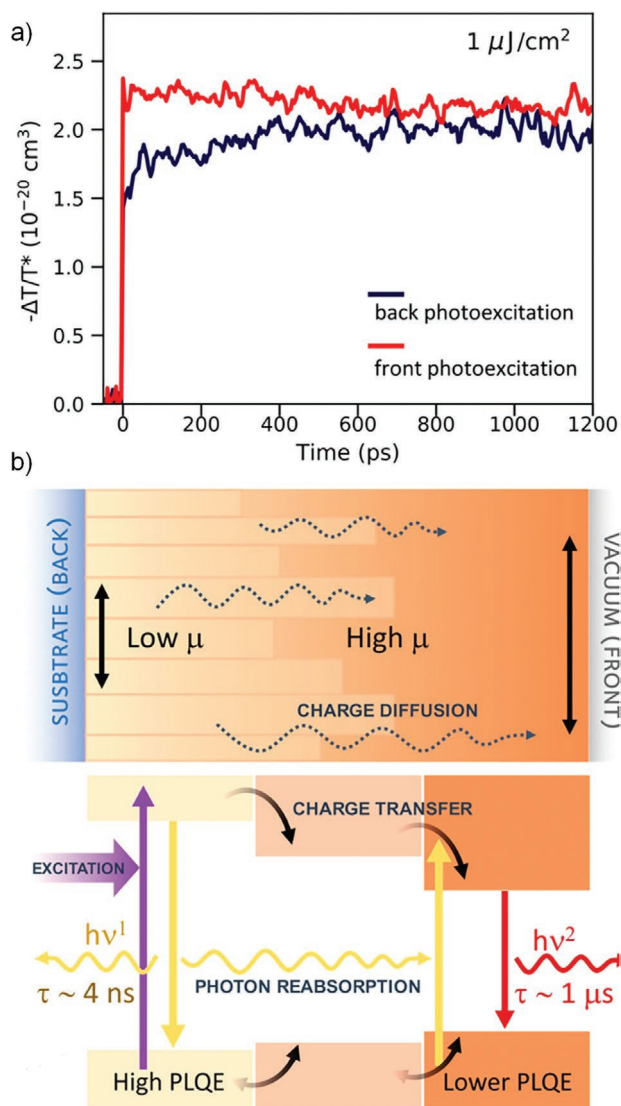 a)
1 μJ/cm²
2.5
2.0
1.5
1.0
0.5
0.0
-ΔT/T* (10⁻²⁰ cm³)
back photoexcitation
front photoexcitation
0 200 400 600 800 1000 1200
Time (ps)
b)
SUSBTRATE (BACK)
Low μ
High μ
CHARGE DIFFUSION
VACUUM (FRONT)
CHARGE TRANSFER
EXCITATION
hν¹
τ ~ 4 ns
PHOTON REABSORPTION
hν²
τ ~ 1 μs
High PLQE
Lower PLQE